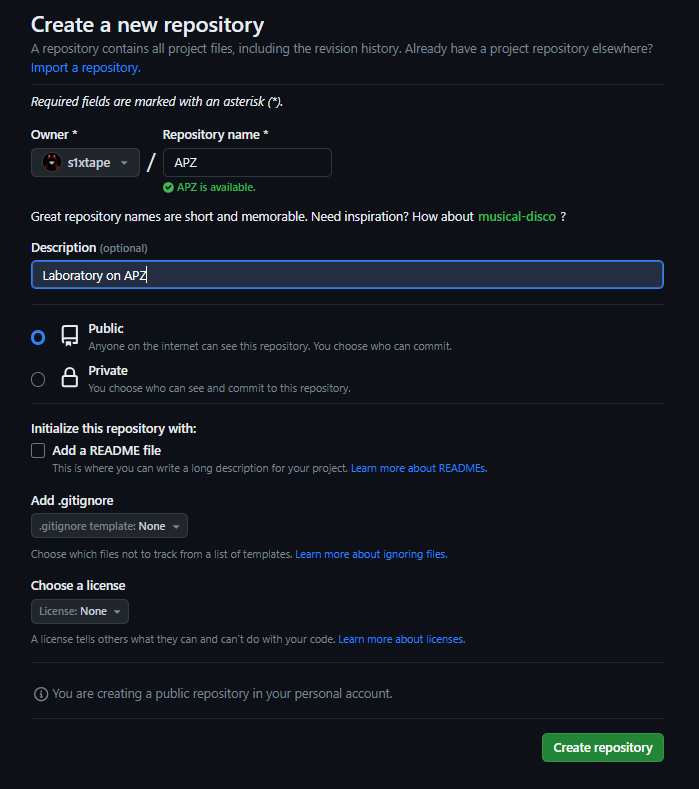 Create a new repository
A repository contains all project files, including the revision history. Already have a project repository elsewhere?
Import a repository.
Required fields are marked with an asterisk (*).
Owner * Repository name *
s1xtape / APZ
APZ is available.
Great repository names are short and memorable. Need inspiration? How about musical-disco ?
Description (optional)
Laboratory on APZ
Public
Anyone on the internet can see this repository. You choose who can commit.
Private
You choose who can see and commit to this repository.
Initialize this repository with:
Add a README file
This is where you can write a long description for your project. Learn more about READMEs.
Add .gitignore
.gitignore template: None
Choose which files not to track from a list of templates. Learn more about ignoring files.
Choose a license
License: None
A license tells others what they can and can't do with your code. Learn more about licenses.
You are creating a public repository in your personal account.
Create repository